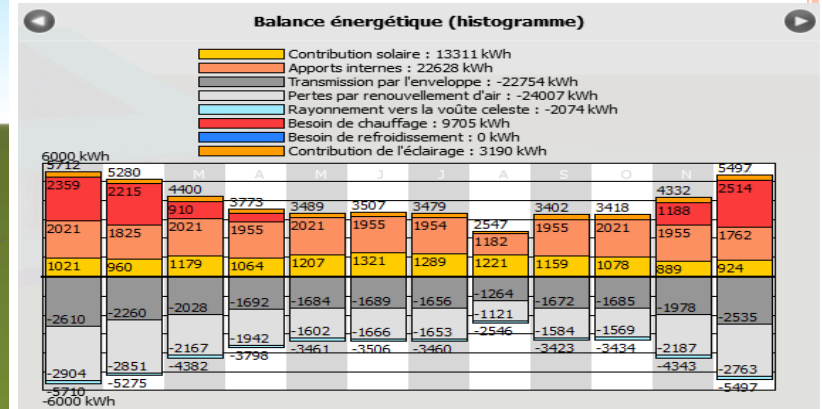 Balance énergétique (histogramme)
Contribution solaire : 13311 kWh
Apports internes : 22628 kWh
Transmission par l'enveloppe : -22754 kWh
Pertes par renouvellement d'air : -24007 kWh
Rayonnement vers la voûte celeste : -2074 kWh
Besoin de chauffage : 9705 kWh
Besoin de refroidissement : 0 kWh
Contribution de l'éclairage : 3190 kWh
6000 kWh
M A M J J A S O N
5712 5280 4400 3773 3489 3507 3479 2547 3402 3418 4332 5497
2359 2215 910 1188 2514
2021 1825 2021 1955 2021 1955 1954 1182 1955 2021 1955 1762
1021 960 1179 1064 1207 1321 1289 1221 1159 1078 889 924
-2610 -2260 -2028 -1692 -1684 -1689 -1656 -1264 -1672 -1685 -1978 -2535
-2904 -2851 -2167 -1942 -1602 -1666 -1653 -1121 -1584 -1569 -2187 -2763
-5710 -5275 -4382 -3798 -3461 -3506 -3460 -2546 -3423 -3434 -4343 -5497
-6000 kWh